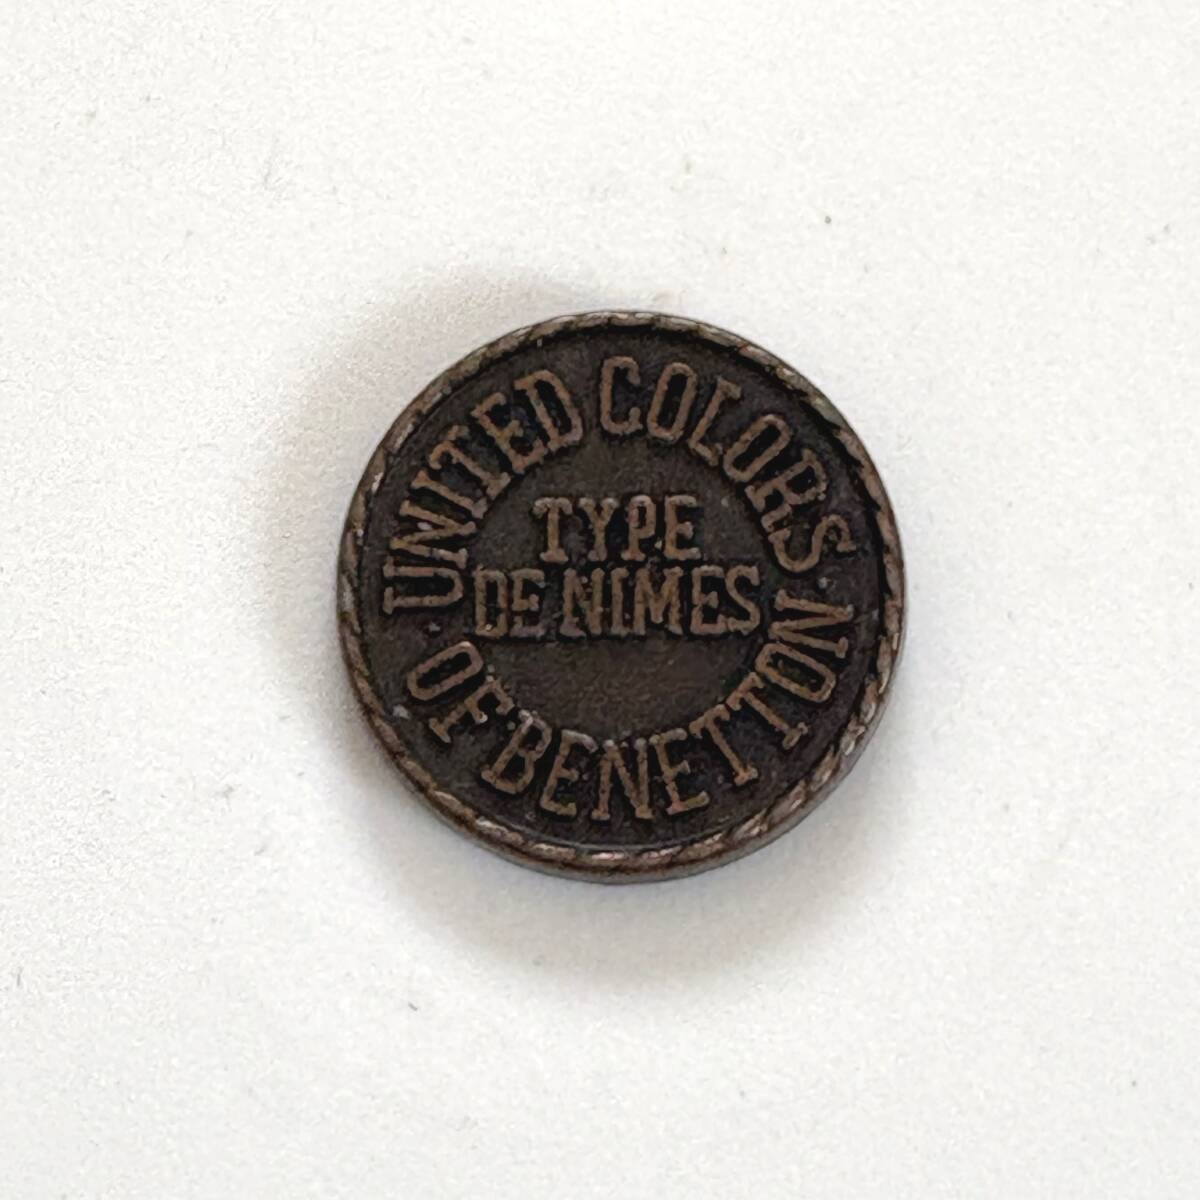 UNITED COLORS
OF BENETTON
TYPE
DE NIMES